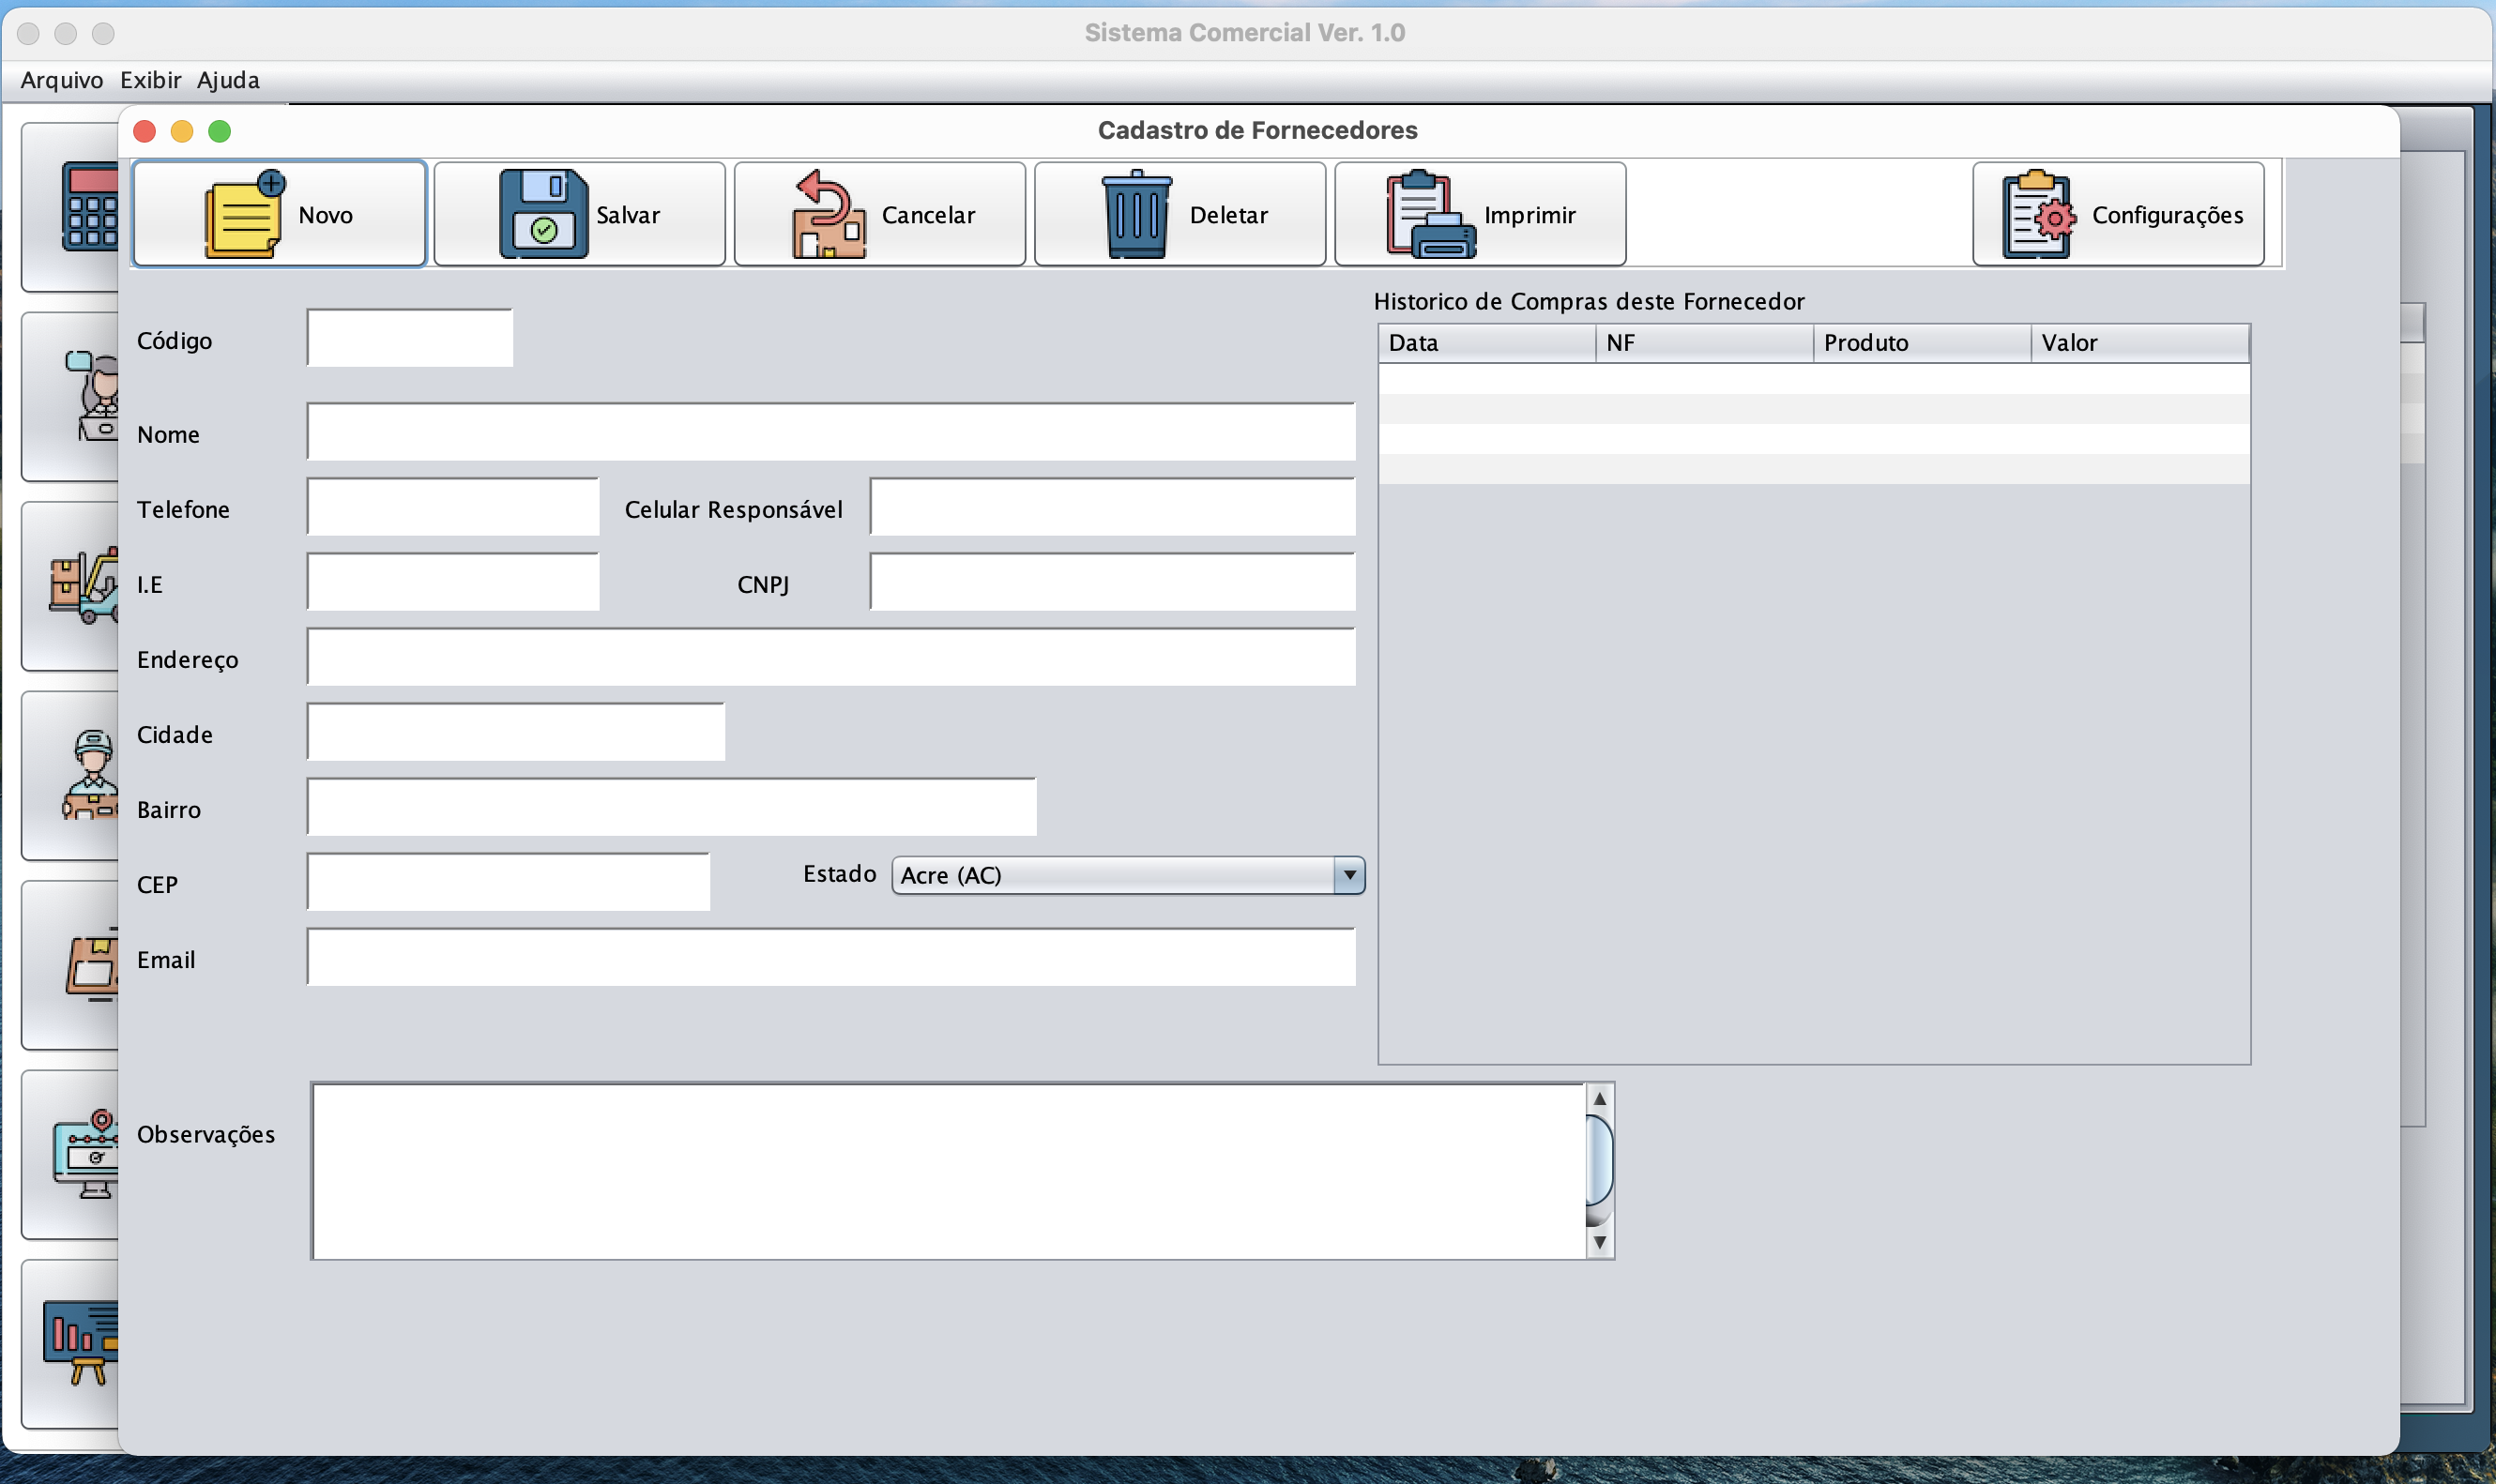 Sistema Comercial Ver. 1.0
Arquivo Exibir Ajuda
Cadastro de Fornecedores
Novo Salvar Cancelar Deletar Imprimir Configurações
Historico de Compras deste Fornecedor
Data NF Produto Valor
Código
Nome
Telefone Celular Responsável
I.E CNPJ
Endereço
Cidade
Bairro
CEP Estado Acre (AC)
Email
Observações